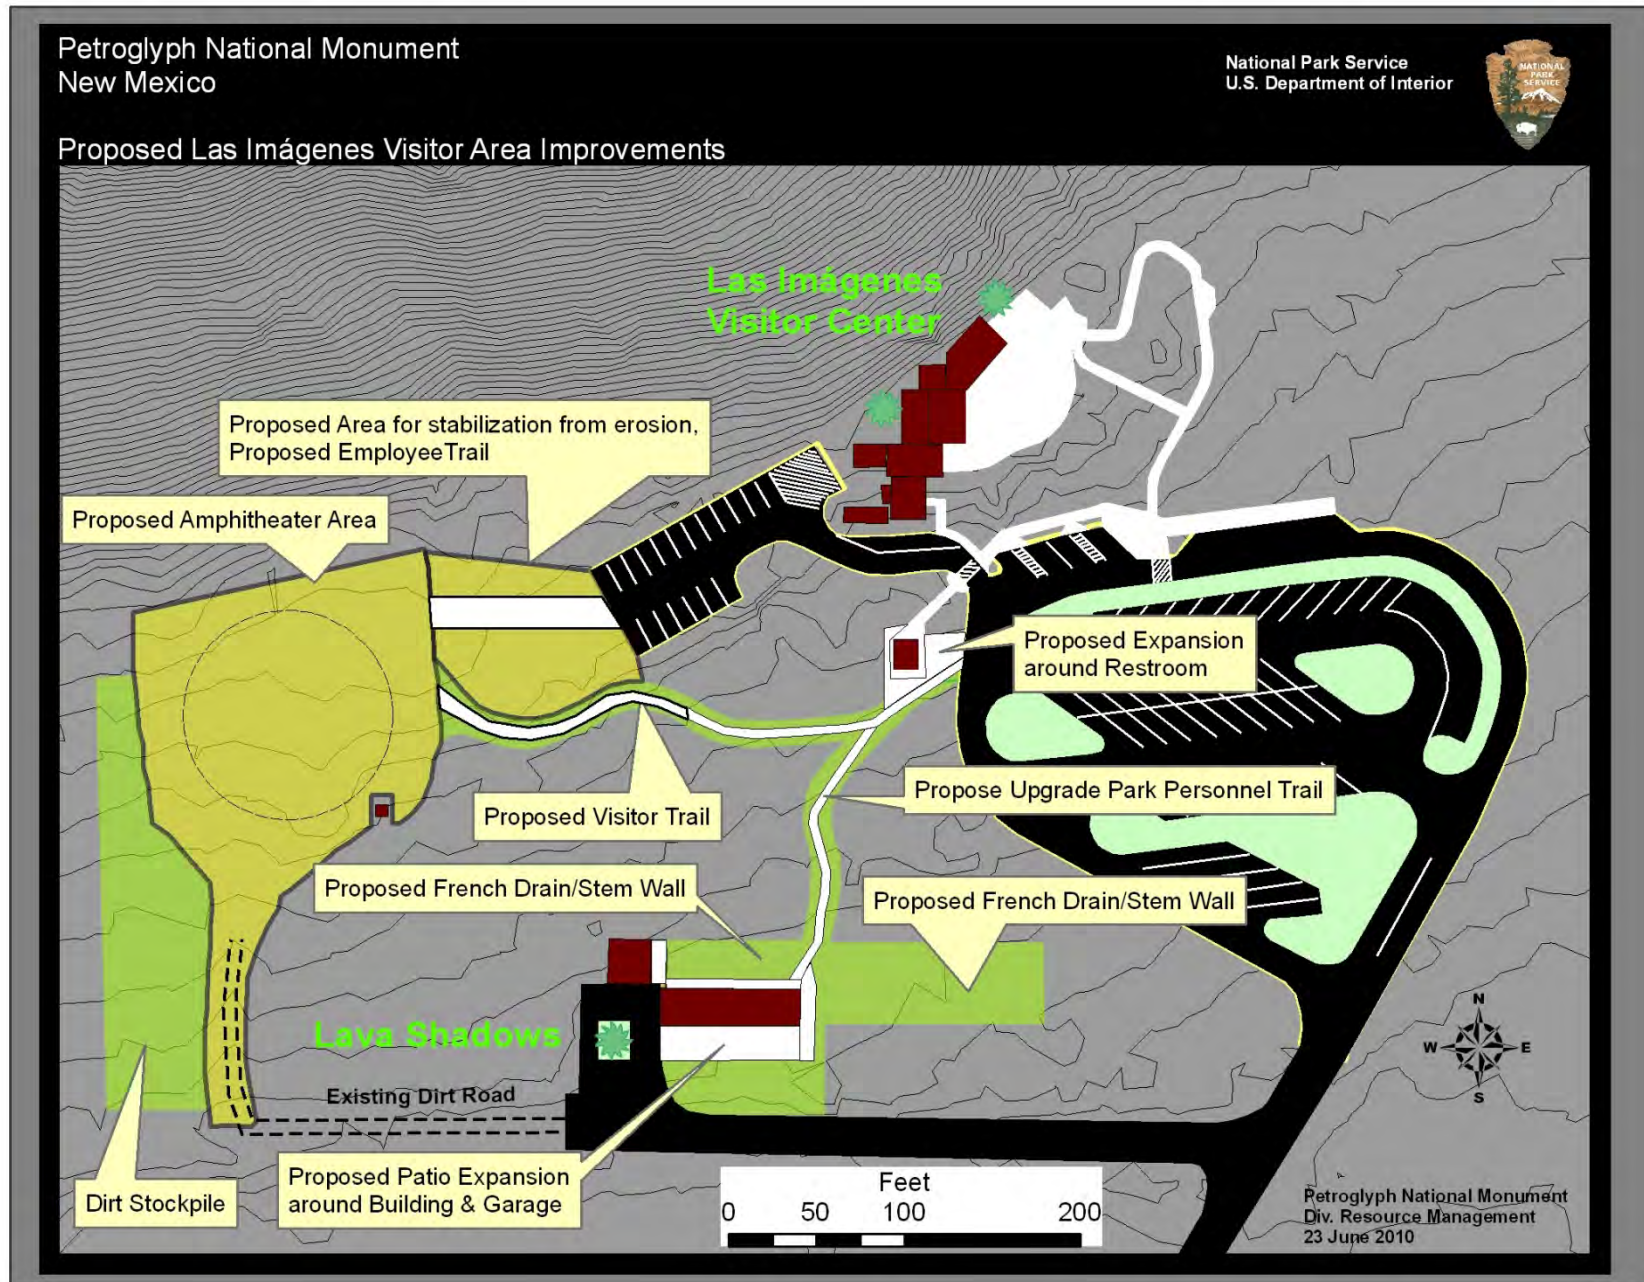 Petroglyph National Monument
New Mexico
Proposed Las Imágenes Visitor Area Improvements
National Park Service
U.S. Department of Interior
NATIONAL
PARK
SERVICE
Las Imágenes
Visitor Center
Proposed Area for stabilization from erosion,
Proposed EmployeeTrail
Proposed Amphitheater Area
Proposed Expansion
around Restroom
Propose Upgrade Park Personnel Trail
Proposed Visitor Trail
Proposed French Drain/Stem Wall
Proposed French Drain/Stem Wall
Lava Shadows
Existing Dirt Road
N
W
E
S
Dirt Stockpile
Proposed Patio Expansion
around Building & Garage
Feet
0 50 100 200
Petroglyph National Monument
Div. Resource Management
23 June 2010